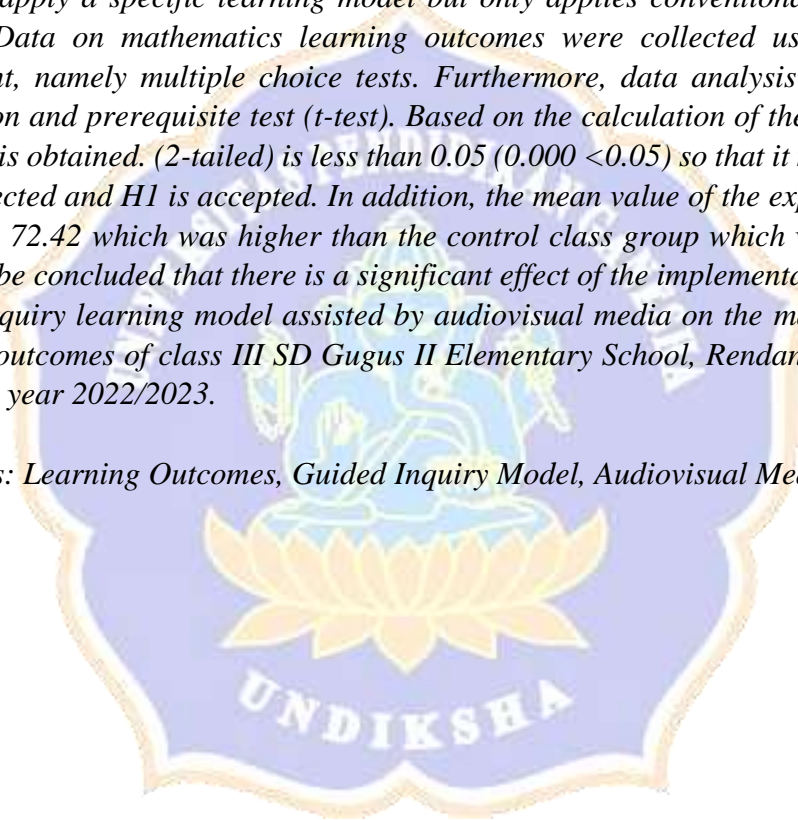 apply a specific learning model but only applies conventiona
Data on mathematics learning outcomes were collected us
nt, namely multiple choice tests. Furthermore, data analysis
on and prerequisite test (t-test). Based on the calculation of the
is obtained. (2-tailed) is less than 0.05 (0.000 <0.05) so that it
ected and H1 is accepted. In addition, the mean value of the exp
72.42 which was higher than the control class group which
be concluded that there is a significant effect of the implementa
quiry learning model assisted by audiovisual media on the ma
outcomes of class III SD Gugus II Elementary School, Rendan
year 2022/2023.
s: Learning Outcomes, Guided Inquiry Model, Audiovisual Me
UNDIKSHA